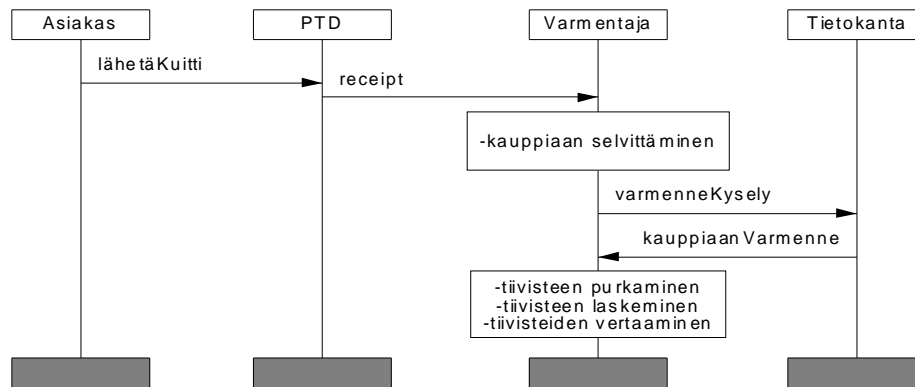 Asiakas
PTD
Varmentaja
Tietokanta
lähetäKuitti
receipt
-kauppiaan selvittäminen
varmenneKysely
kauppiaanVarmenne
-tiivisteen purkaminen
-tiivisteen laskeminen
-tiivisteiden vertaaminen